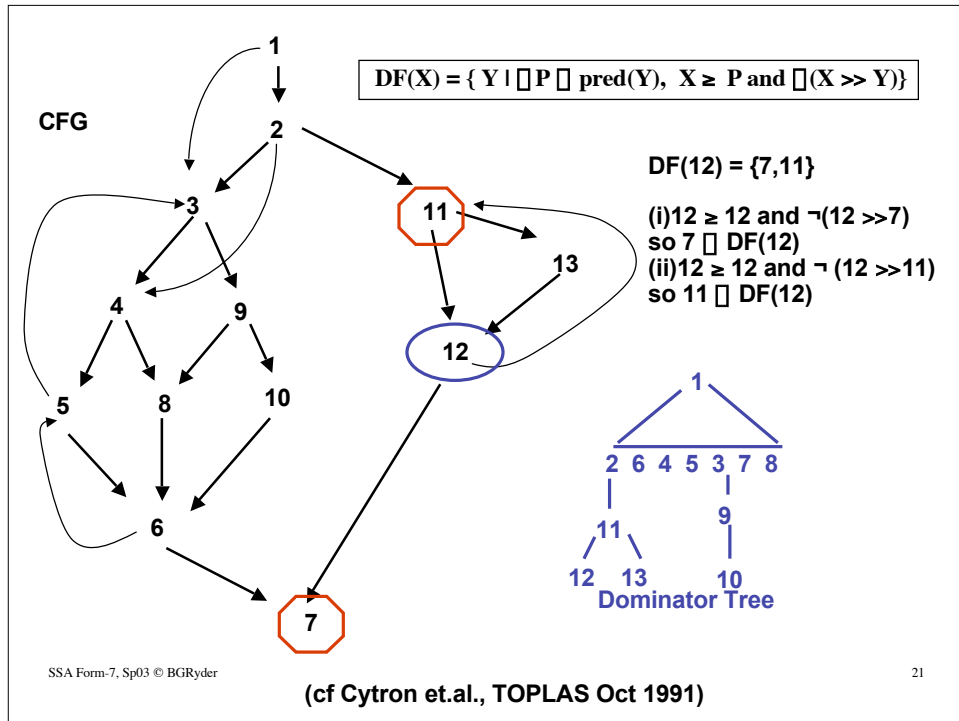 DF(X) = { Y | ▯P ▯ pred(Y), X ≥ P and ▯(X >> Y)}
CFG
1
2
3
11
13
4
9
12
5
8
10
6
7
DF(12) = {7,11}
(i)12 ≥ 12 and ¬(12 >>7)
so 7 ▯ DF(12)
(ii)12 ≥ 12 and ¬ (12 >>11)
so 11 ▯ DF(12)
1
2 6 4 5 3 7 8
11 9
12 13 10
Dominator Tree
SSA Form-7, Sp03 © BGRyder
21
(cf Cytron et.al., TOPLAS Oct 1991)